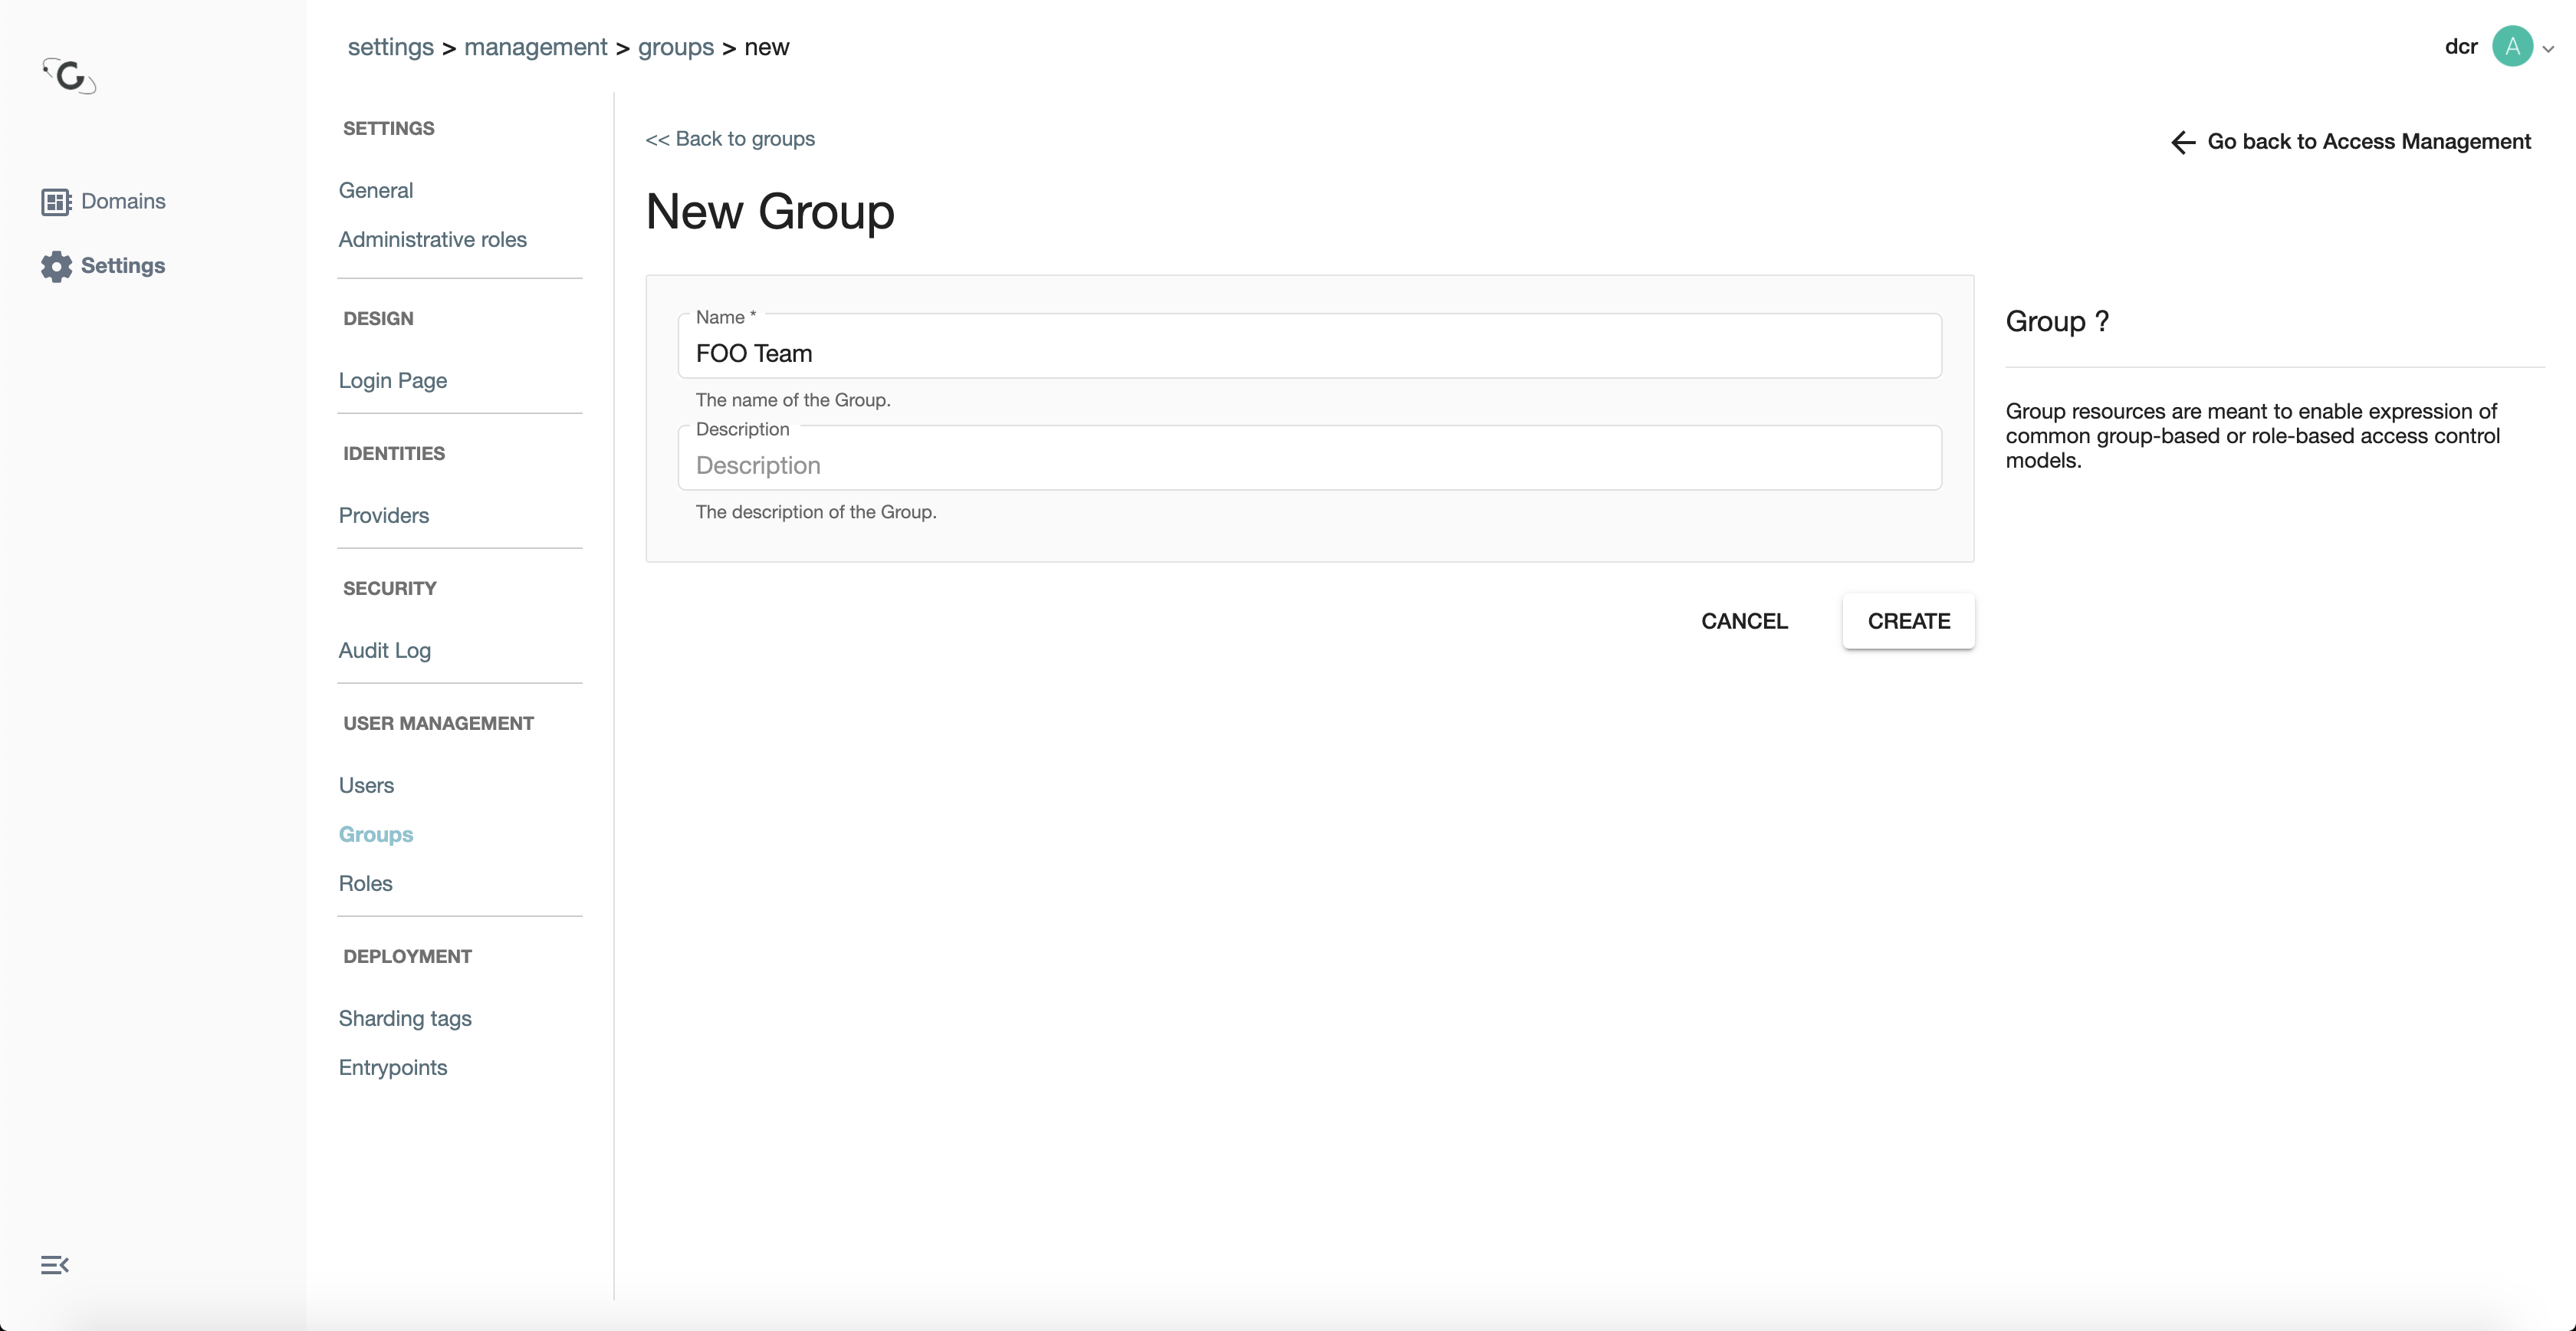 settings > management > groups > new
dcr A
Domains
Settings
SETTINGS
General
Administrative roles
DESIGN
Login Page
IDENTITIES
Providers
SECURITY
Audit Log
USER MANAGEMENT
Users
Groups
Roles
DEPLOYMENT
Sharding tags
Entrypoints
<< Back to groups
Go back to Access Management
New Group
Name *
FOO Team
The name of the Group.
Description
Description
The description of the Group.
CANCEL CREATE
Group ?
Group resources are meant to enable expression of
common group-based or role-based access control
models.